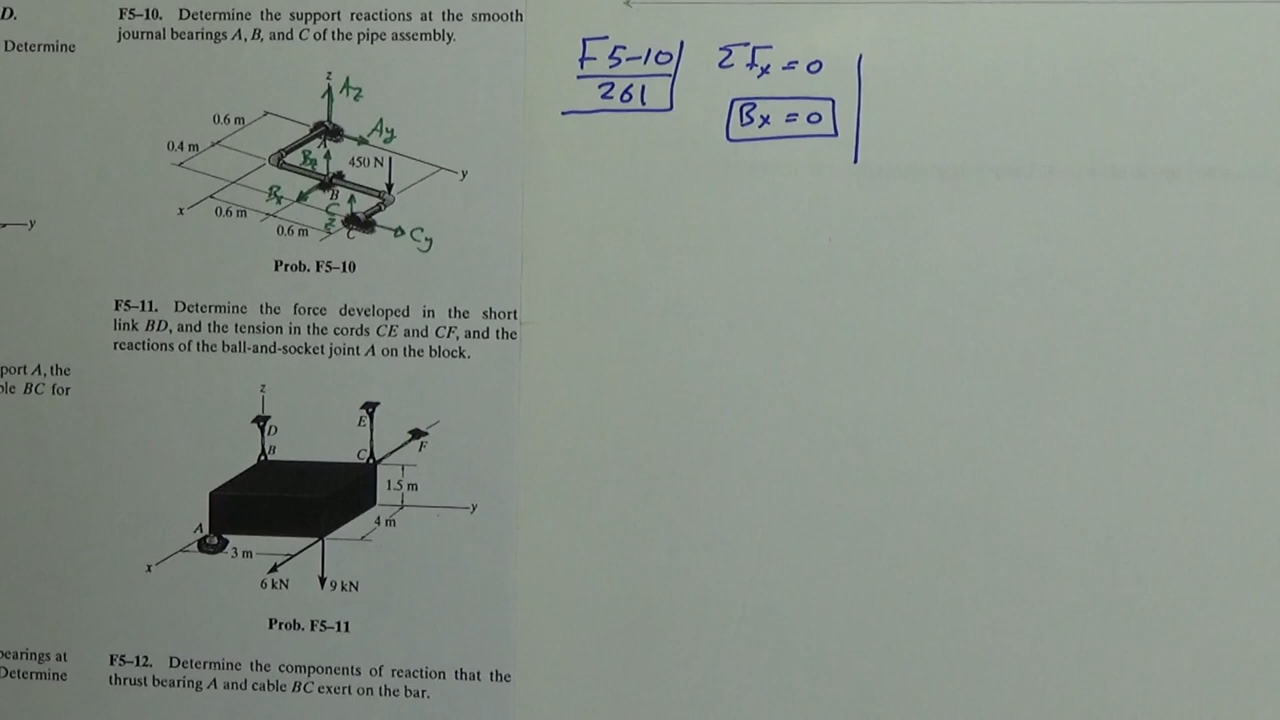 D.
Determine
F5–10. Determine the support reactions at the smooth
journal bearings A, B, and C of the pipe assembly.
z
Az
0.6 m
Ay
A
0.4 m
Bz
450 N
y
Bx
B
x
0.6 m
Cz
0.6 m
C
Cy
Prob. F5–10
y
F5–11. Determine the force developed in the short
link BD, and the tension in the cords CE and CF, and the
reactions of the ball-and-socket joint A on the block.
port A, the
ble BC for
z
D
E
B
C
F
1.5 m
y
A
4 m
3 m
x
6 kN
9 kN
Prob. F5–11
bearings at
Determine
F5–12. Determine the components of reaction that the
thrust bearing A and cable BC exert on the bar.
F5-10
261
ΣFx = 0
Bx = 0